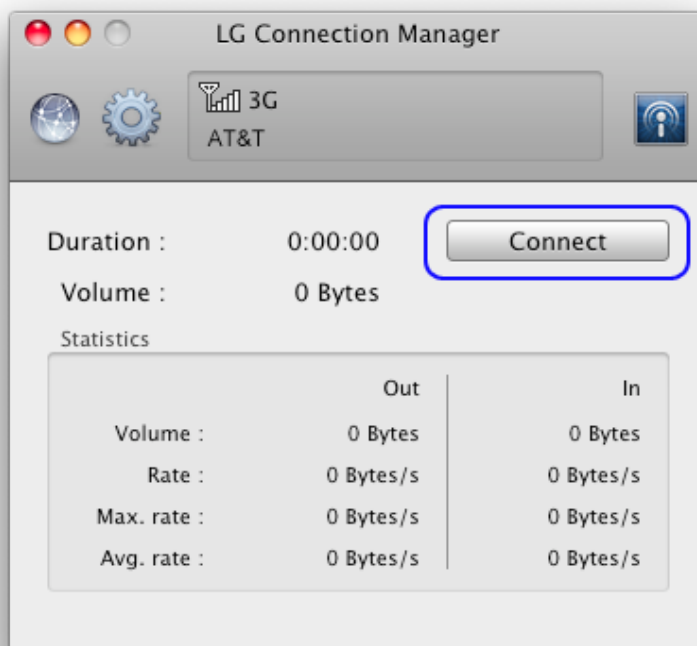 LG Connection Manager
3G
AT&T
Duration : 0:00:00 Connect
Volume : 0 Bytes
Statistics
Out In
Volume : 0 Bytes 0 Bytes
Rate : 0 Bytes/s 0 Bytes/s
Max. rate : 0 Bytes/s 0 Bytes/s
Avg. rate : 0 Bytes/s 0 Bytes/s